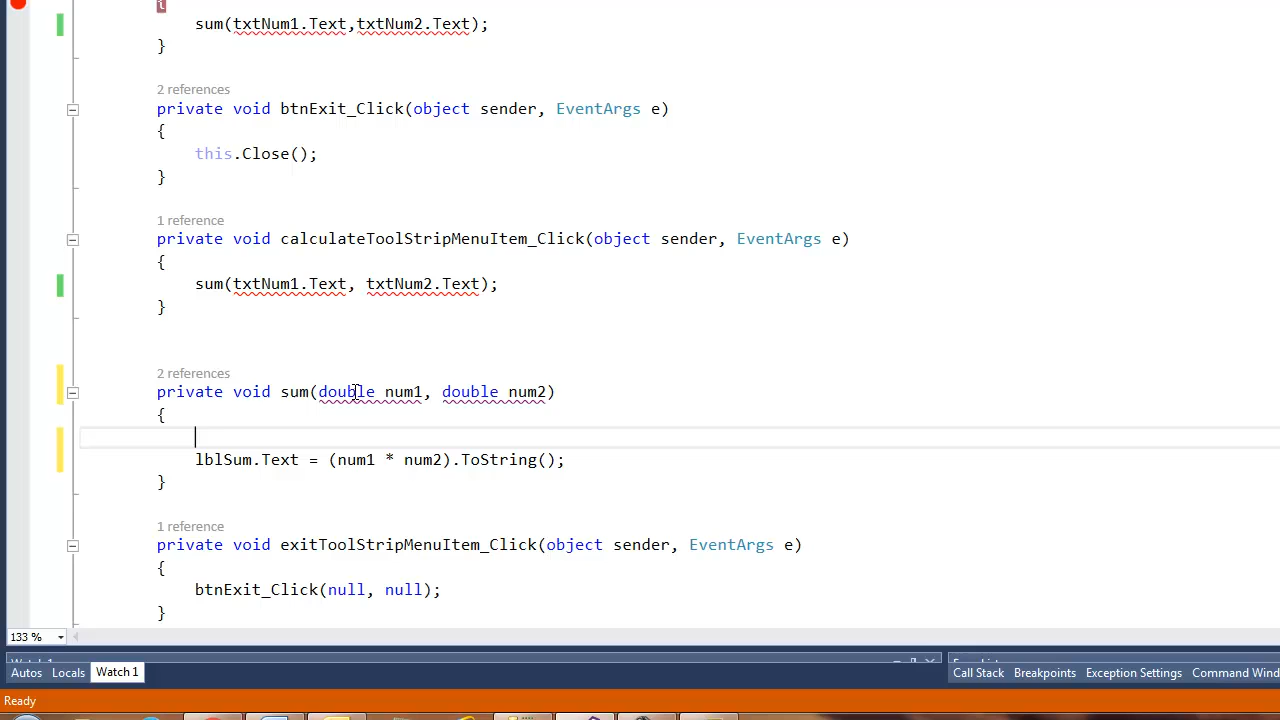 {
sum(txtNum1.Text,txtNum2.Text);
}
2 references
private void btnExit_Click(object sender, EventArgs e)
{
this.Close();
}
1 reference
private void calculateToolStripMenuItem_Click(object sender, EventArgs e)
{
sum(txtNum1.Text, txtNum2.Text);
}
2 references
private void sum(double num1, double num2)
{
lblSum.Text = (num1 * num2).ToString();
}
1 reference
private void exitToolStripMenuItem_Click(object sender, EventArgs e)
{
btnExit_Click(null, null);
}
133 %
Autos Locals Watch 1
Call Stack Breakpoints Exception Settings Command Wind
Ready